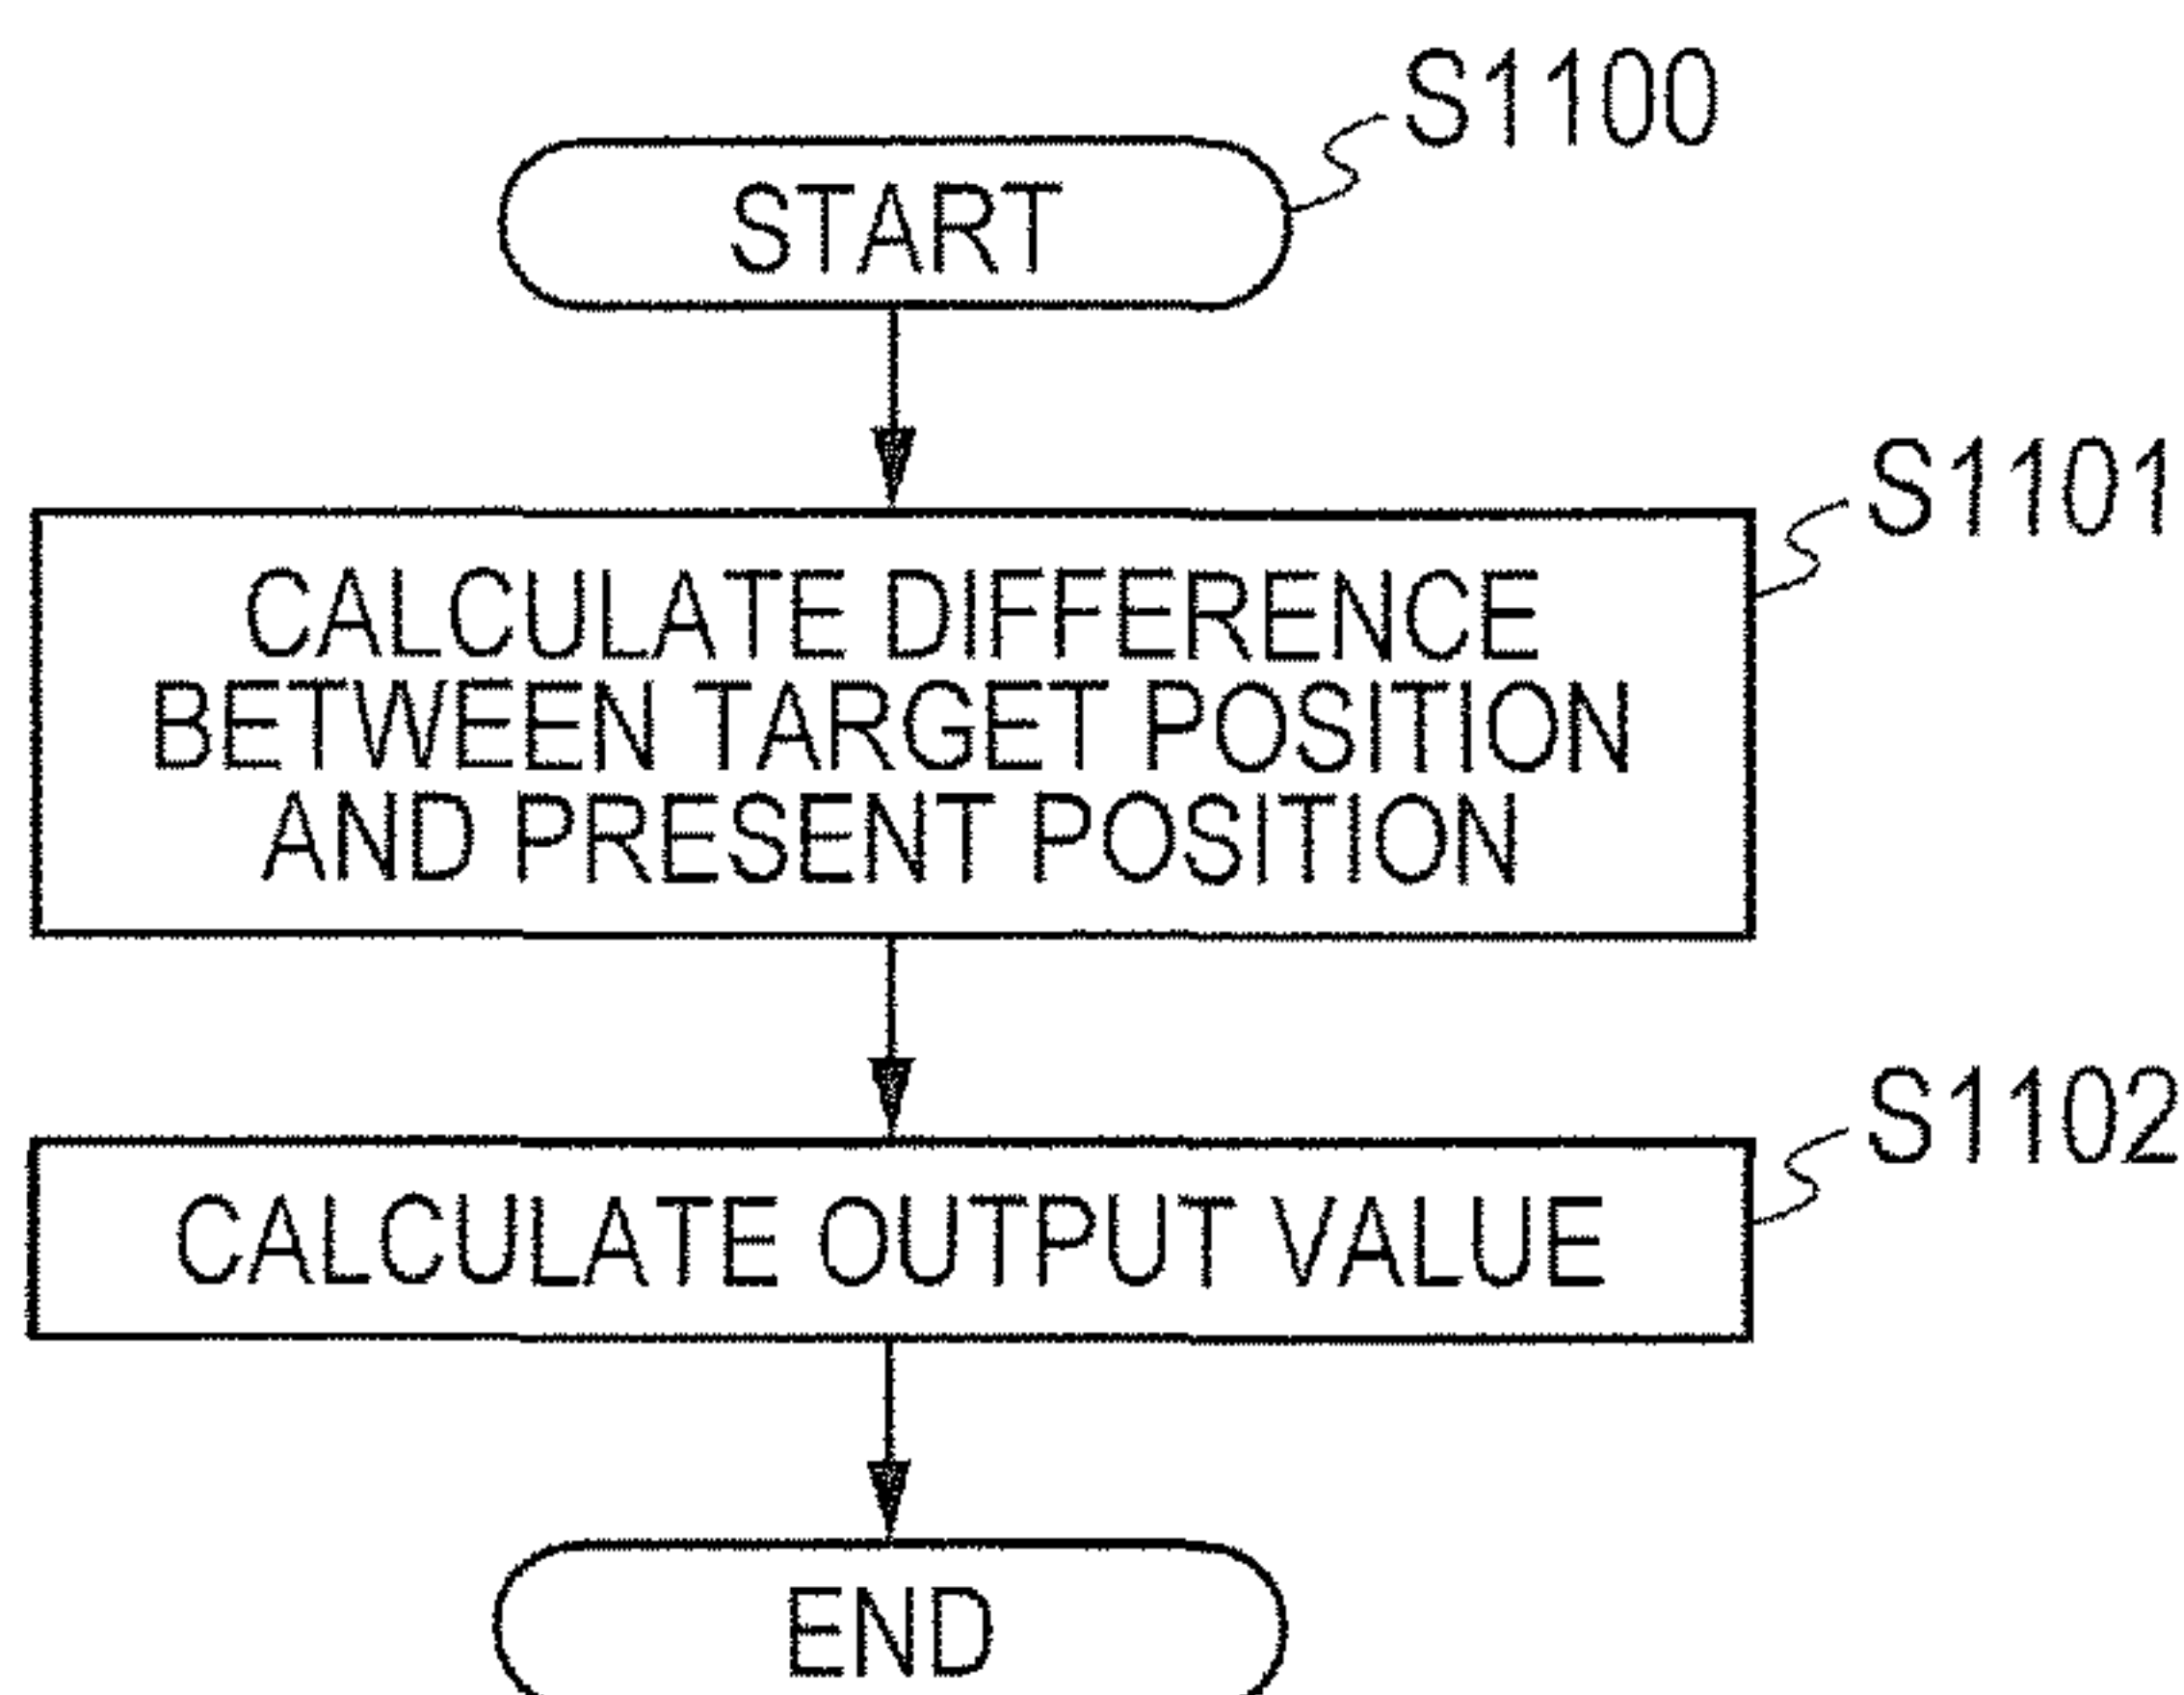 S1100
START
S1101
CALCULATE DIFFERENCE
BETWEEN TARGET POSITION
AND PRESENT POSITION
S1102
CALCULATE OUTPUT VALUE
END